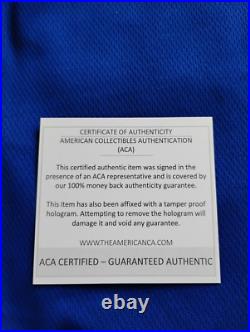 CERTIFICATE OF AUTHENTICITY
AMERICAN COLLECTIBLES AUTHENTICATION
(ACA)
This certified authentic item was signed in the
presence of an ACA representative and is covered by
our 100% money back authenticity guarantee.
This item has also been affixed with a tamper proof
hologram. Attempting to remove the hologram will
damage it and void any guarantee.
WWW.THEAMERICANCA.COM
ACA CERTIFIED – GUARANTEED AUTHENTIC